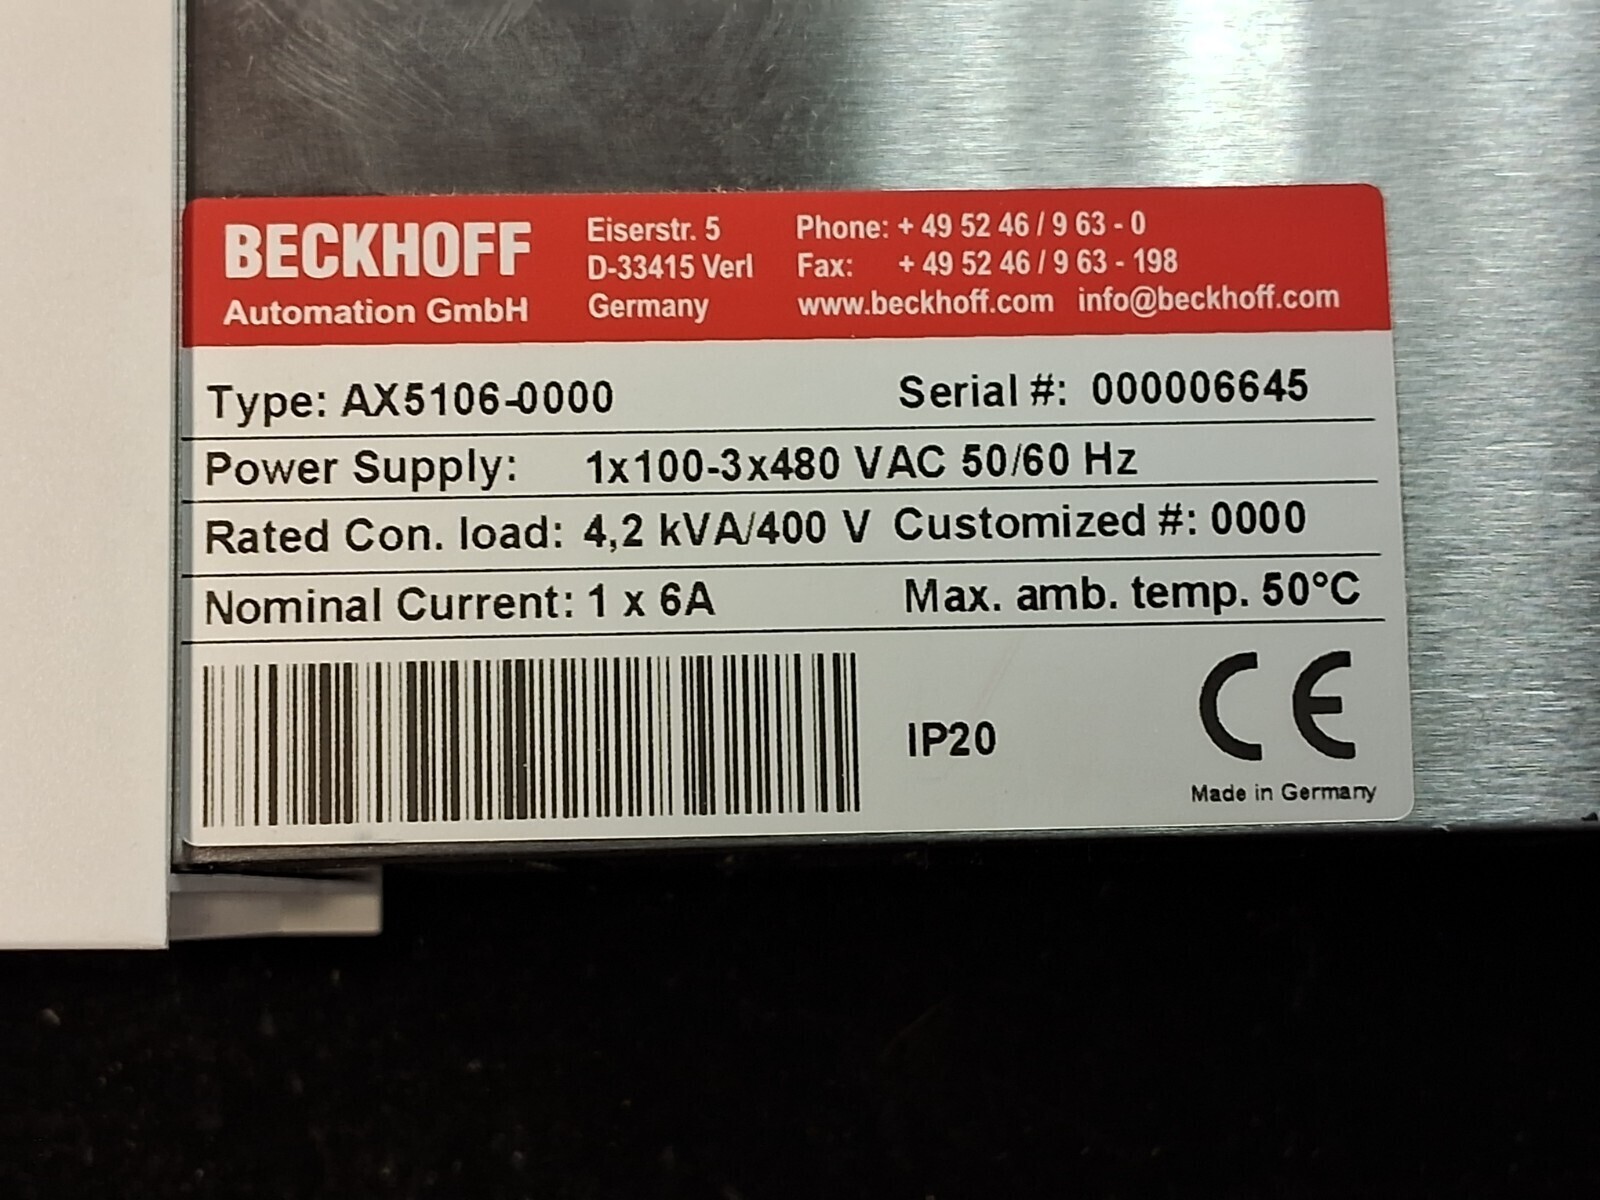 BECKHOFF
Automation GmbH
Eiserstr. 5
D-33415 Verl
Germany
Phone: + 49 52 46 / 9 63 - 0
Fax: + 49 52 46 / 9 63 - 198
www.beckhoff.com info@beckhoff.com
Type: AX5106-0000 Serial #: 000006645
Power Supply: 1x100-3x480 VAC 50/60 Hz
Rated Con. load: 4,2 kVA/400 V Customized #: 0000
Nominal Current: 1 x 6A Max. amb. temp. 50°C
IP20
CE
Made in Germany